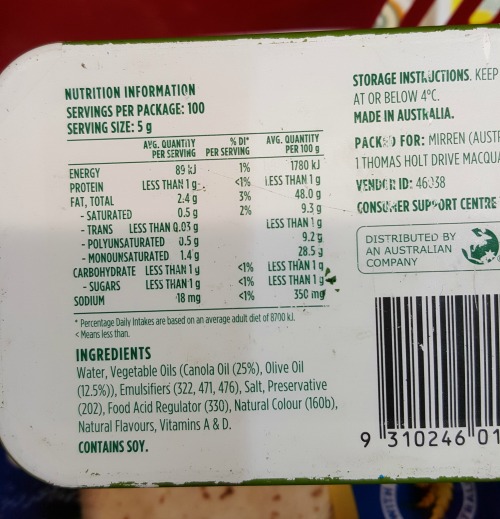 NUTRITION INFORMATION
SERVINGS PER PACKAGE: 100
SERVING SIZE: 5 g
AVG. QUANTITY PER SERVING % DI* PER SERVING AVG. QUANTITY PER 100 g
ENERGY 89 kJ 1% 1780 kJ
PROTEIN LESS THAN 1 g <1% LESS THAN 1 g
FAT, TOTAL 2.4 g 3% 48.0 g
- SATURATED 0.5 g 2% 9.3 g
- TRANS LESS THAN 0.03 g LESS THAN 1 g
- POLYUNSATURATED 0.5 g 9.2 g
- MONOUNSATURATED 1.4 g 28.5 g
CARBOHYDRATE LESS THAN 1 g <1% LESS THAN 1 g
- SUGARS LESS THAN 1 g <1% LESS THAN 1 g
SODIUM 18 mg <1% 350 mg
* Percentage Daily Intakes are based on an average adult diet of 8700 kJ.
< Means less than.
INGREDIENTS
Water, Vegetable Oils (Canola Oil (25%), Olive Oil
(12.5%)), Emulsifiers (322, 471, 476), Salt, Preservative
(202), Food Acid Regulator (330), Natural Colour (160b),
Natural Flavours, Vitamins A & D.
CONTAINS SOY.
STORAGE INSTRUCTIONS. KEEP
AT OR BELOW 4°C.
MADE IN AUSTRALIA.
PACKED FOR: MIRREN (AUST
1 THOMAS HOLT DRIVE MACQUA
VENDOR ID: 46038
CONSUMER SUPPORT CENTRE
DISTRIBUTED BY
AN AUSTRALIAN
COMPANY
9 310246 01